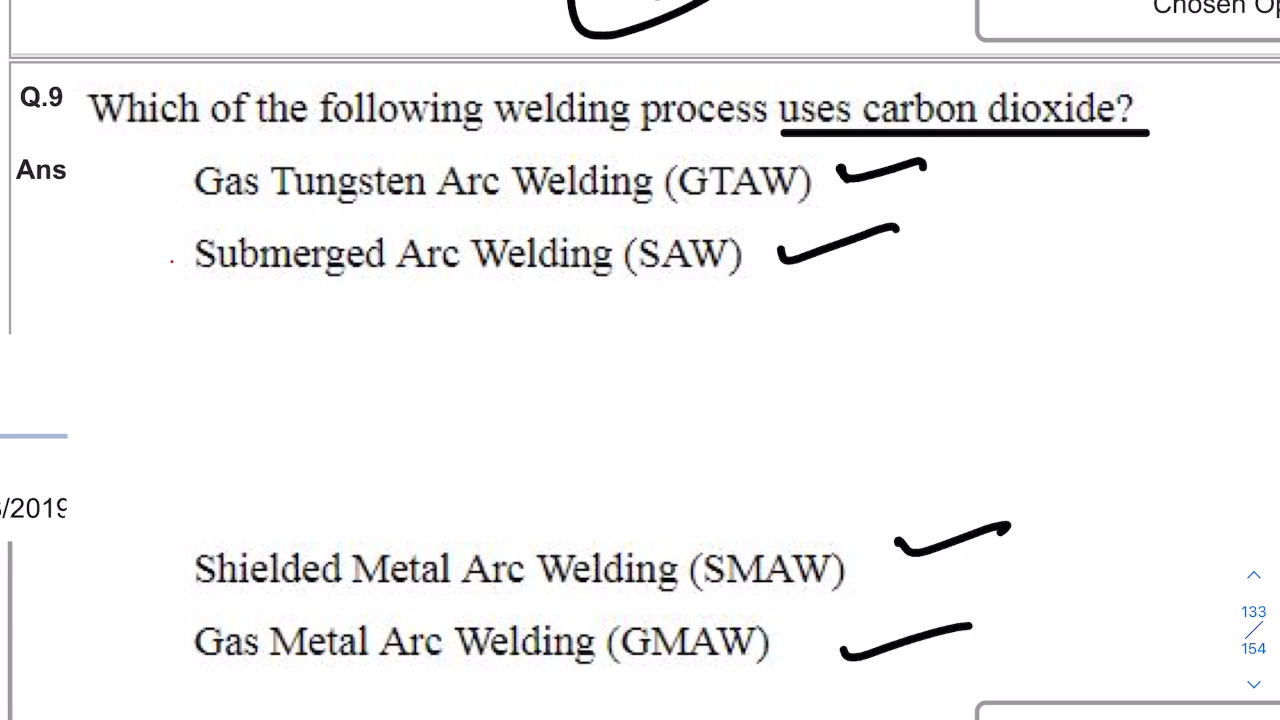 Chosen Op
Q.9 Which of the following welding process uses carbon dioxide?
Ans Gas Tungsten Arc Welding (GTAW)
Submerged Arc Welding (SAW)
/2019
Shielded Metal Arc Welding (SMAW)
Gas Metal Arc Welding (GMAW)
133
/
154